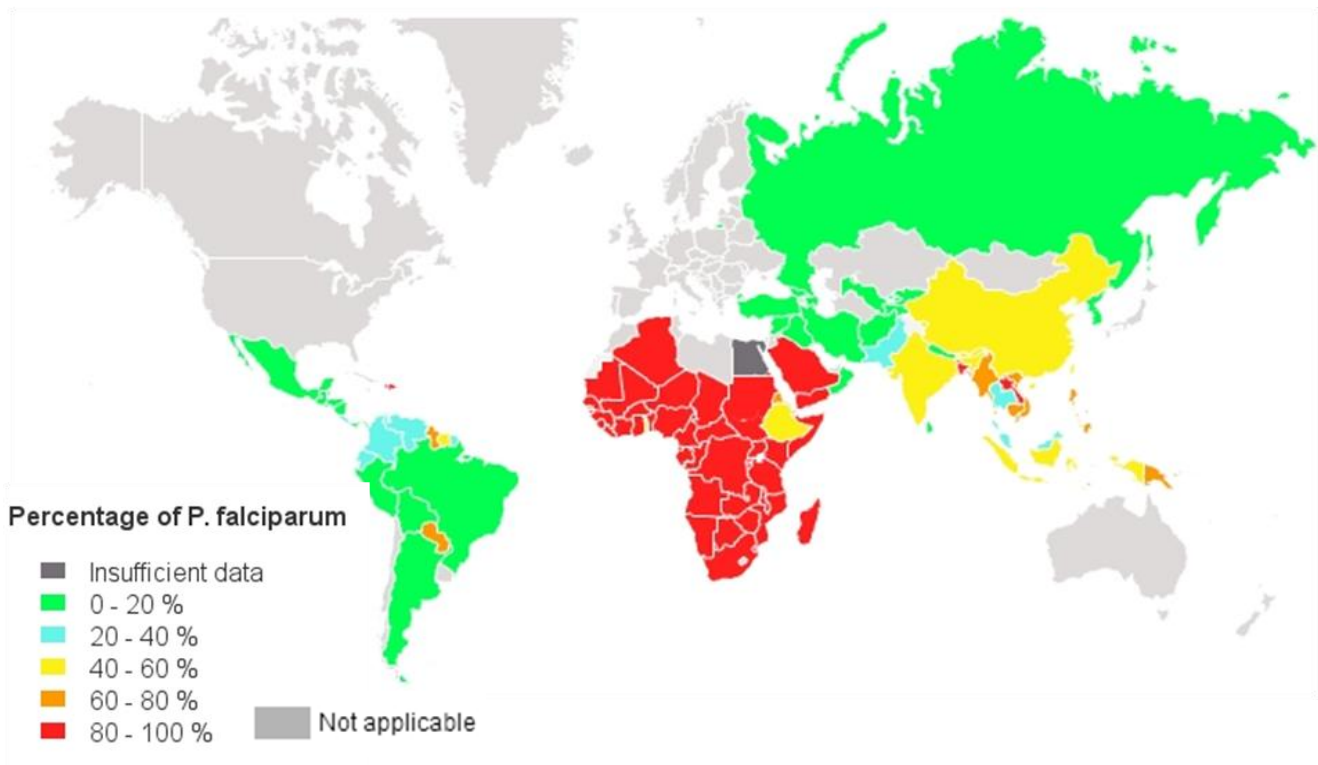 Percentage of P. falciparum
Insufficient data
0 - 20 %
20 - 40 %
40 - 60 %
60 - 80 %
80 - 100 %
Not applicable